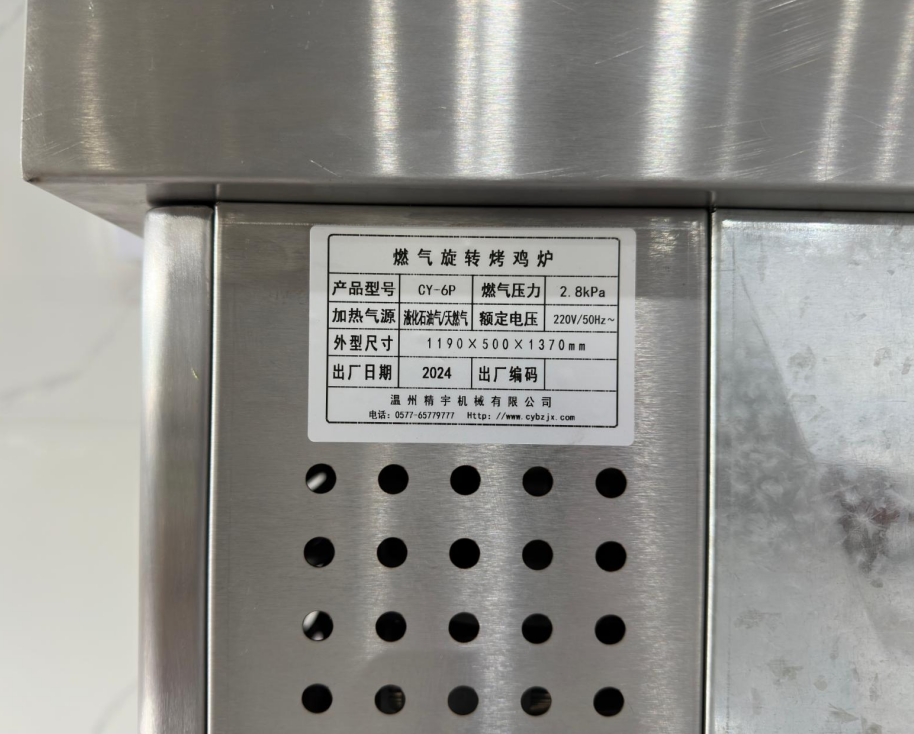 燃气旋转烤鸡炉
产品型号 CY-6P 燃气压力 2.8kPa
加热气源 液化石油气/天燃气 额定电压 220V/50Hz~
外型尺寸 1190×500×1370mm
出厂日期 2024 出厂编码
温州精宇机械有限公司
电话: 0577-65779777 Http: //www.cybzjx.com